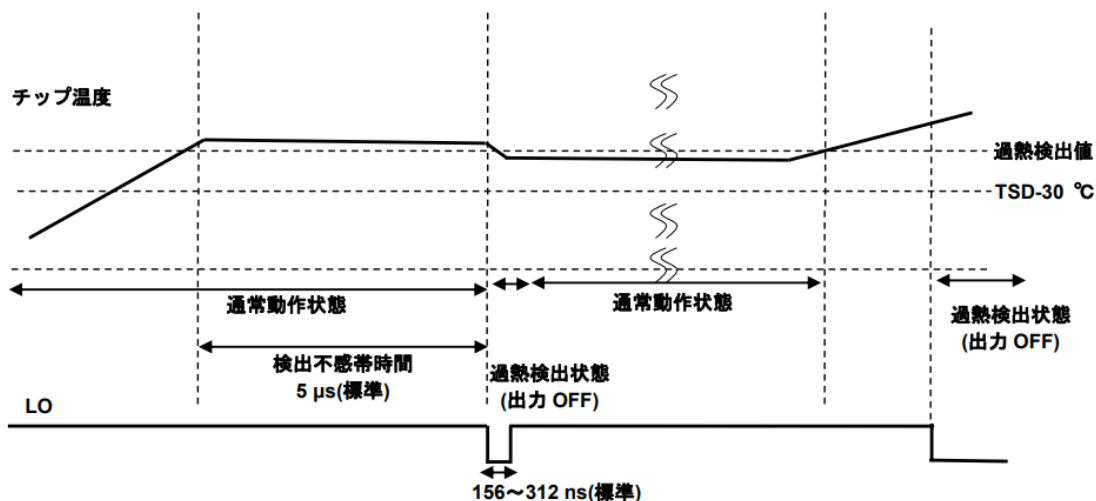 チップ温度
過熱検出値
TSD-30 ℃
通常動作状態
通常動作状態
過熱検出状態
(出力 OFF)
検出不感帯時間
5 μs(標準)
過熱検出状態
(出力 OFF)
LO
156～312 ns(標準)